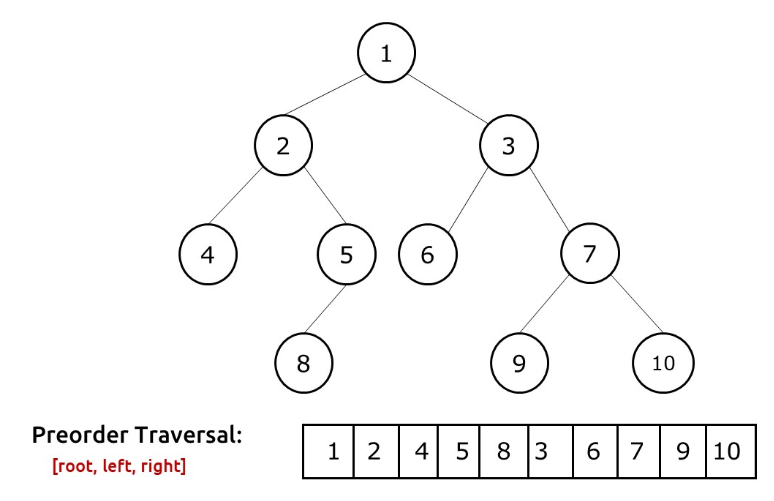 1
2 3
4 5 6 7
8 9 10
Preorder Traversal:
[root, left, right]
1 2 4 5 8 3 6 7 9 10